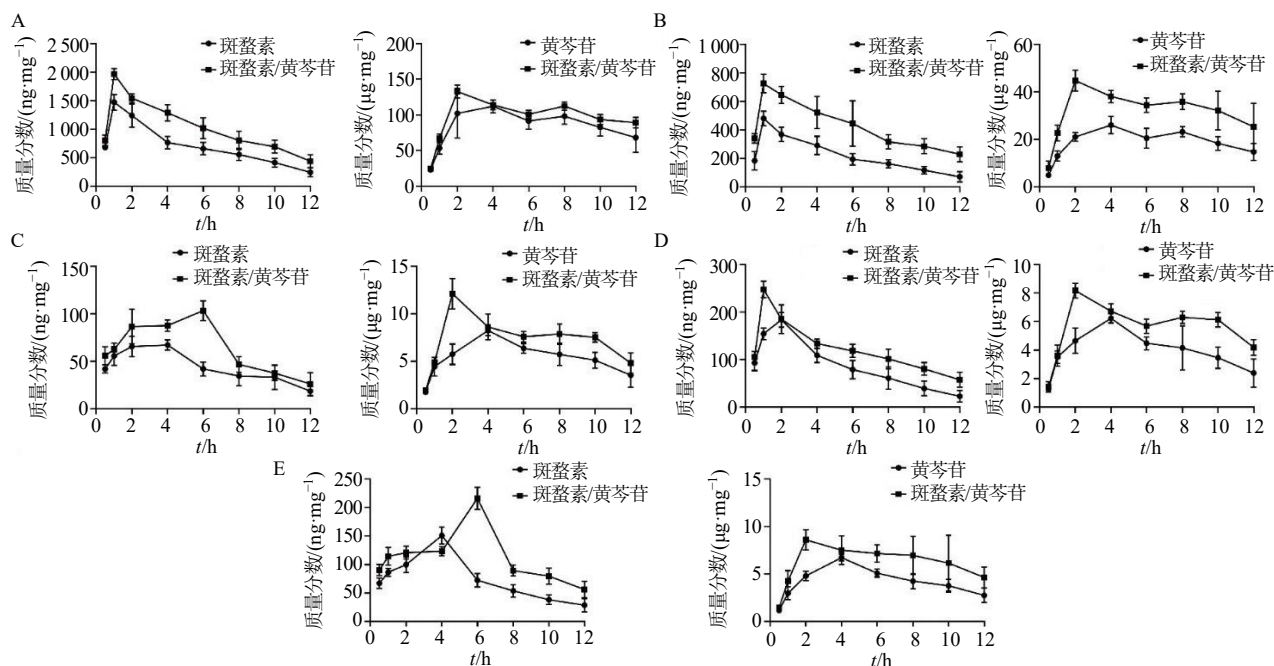 A
斑蝥素
斑蝥素/黄芩苷
质量分数/(ng·mg⁻¹)
2 500
2 000
1500
1 000
500
0
0 2 4 6 8 10 12
t/h
黄芩苷
斑蝥素/黄芩苷
质量分数/(μg·mg⁻¹)
200
150
100
50
0
0 2 4 6 8 10 12
t/h
B
斑蝥素
斑蝥素/黄芩苷
质量分数/(ng·mg⁻¹)
1 000
800
600
400
200
0
0 2 4 6 8 10 12
t/h
黄芩苷
斑蝥素/黄芩苷
质量分数/(μg·mg⁻¹)
60
40
20
0
0 2 4 6 8 10 12
t/h
C
斑蝥素
斑蝥素/黄芩苷
质量分数/(ng·mg⁻¹)
150
100
50
0
0 2 4 6 8 10 12
t/h
黄芩苷
斑蝥素/黄芩苷
质量分数/(μg·mg⁻¹)
15
10
5
0
0 2 4 6 8 10 12
t/h
D
斑蝥素
斑蝥素/黄芩苷
质量分数/(ng·mg⁻¹)
300
200
100
0
0 2 4 6 8 10 12
t/h
黄芩苷
斑蝥素/黄芩苷
质量分数/(μg·mg⁻¹)
10
8
6
4
2
0
0 2 4 6 8 10 12
t/h
E
斑蝥素
斑蝥素/黄芩苷
质量分数/(ng·mg⁻¹)
250
200
150
100
50
0
0 2 4 6 8 10 12
t/h
黄芩苷
斑蝥素/黄芩苷
质量分数/(μg·mg⁻¹)
15
10
5
0
0 2 4 6 8 10 12
t/h